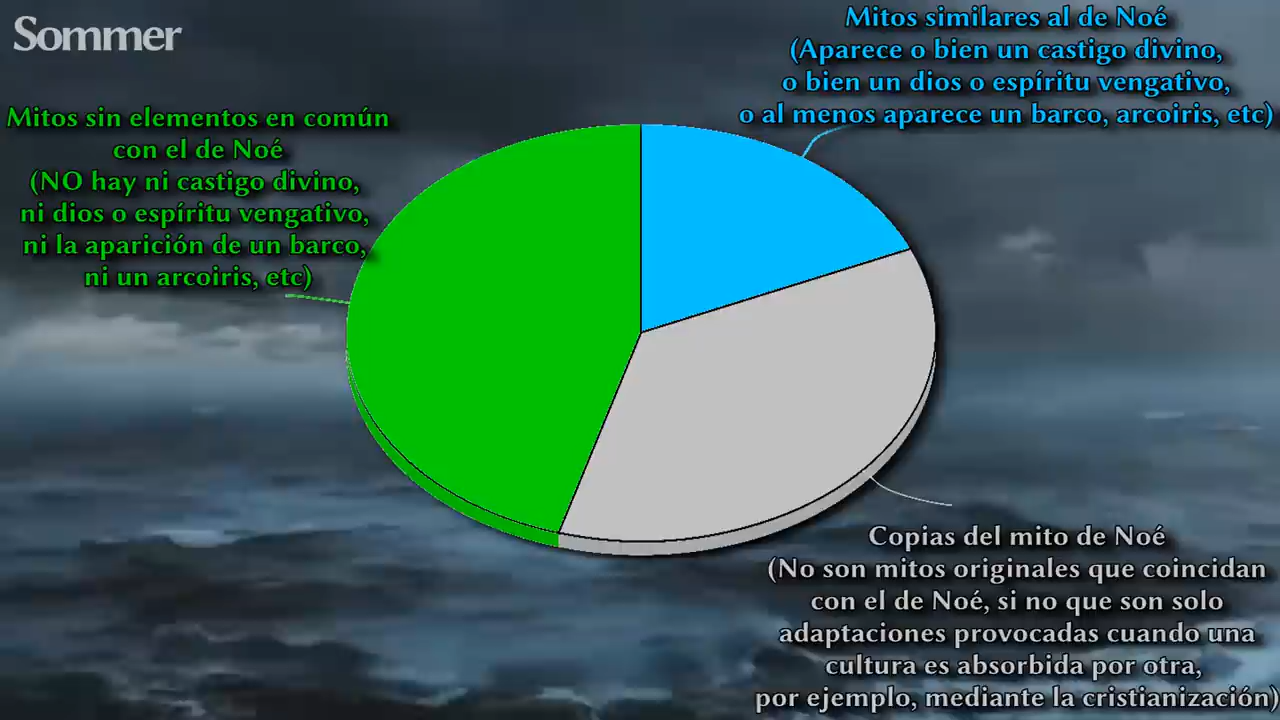 Sommer
Mitos similares al de Noé
(Aparece o bien un castigo divino,
o bien un dios o espíritu vengativo,
o al menos aparece un barco, arcoiris, etc)
Mitos sin elementos en común
con el de Noé
(NO hay ni castigo divino,
ni dios o espíritu vengativo,
ni la aparición de un barco,
ni un arcoiris, etc)
Copias del mito de Noé
(No son mitos originales que coincidan
con el de Noé, si no que son solo
adaptaciones provocadas cuando una
cultura es absorbida por otra,
por ejemplo, mediante la cristianización)